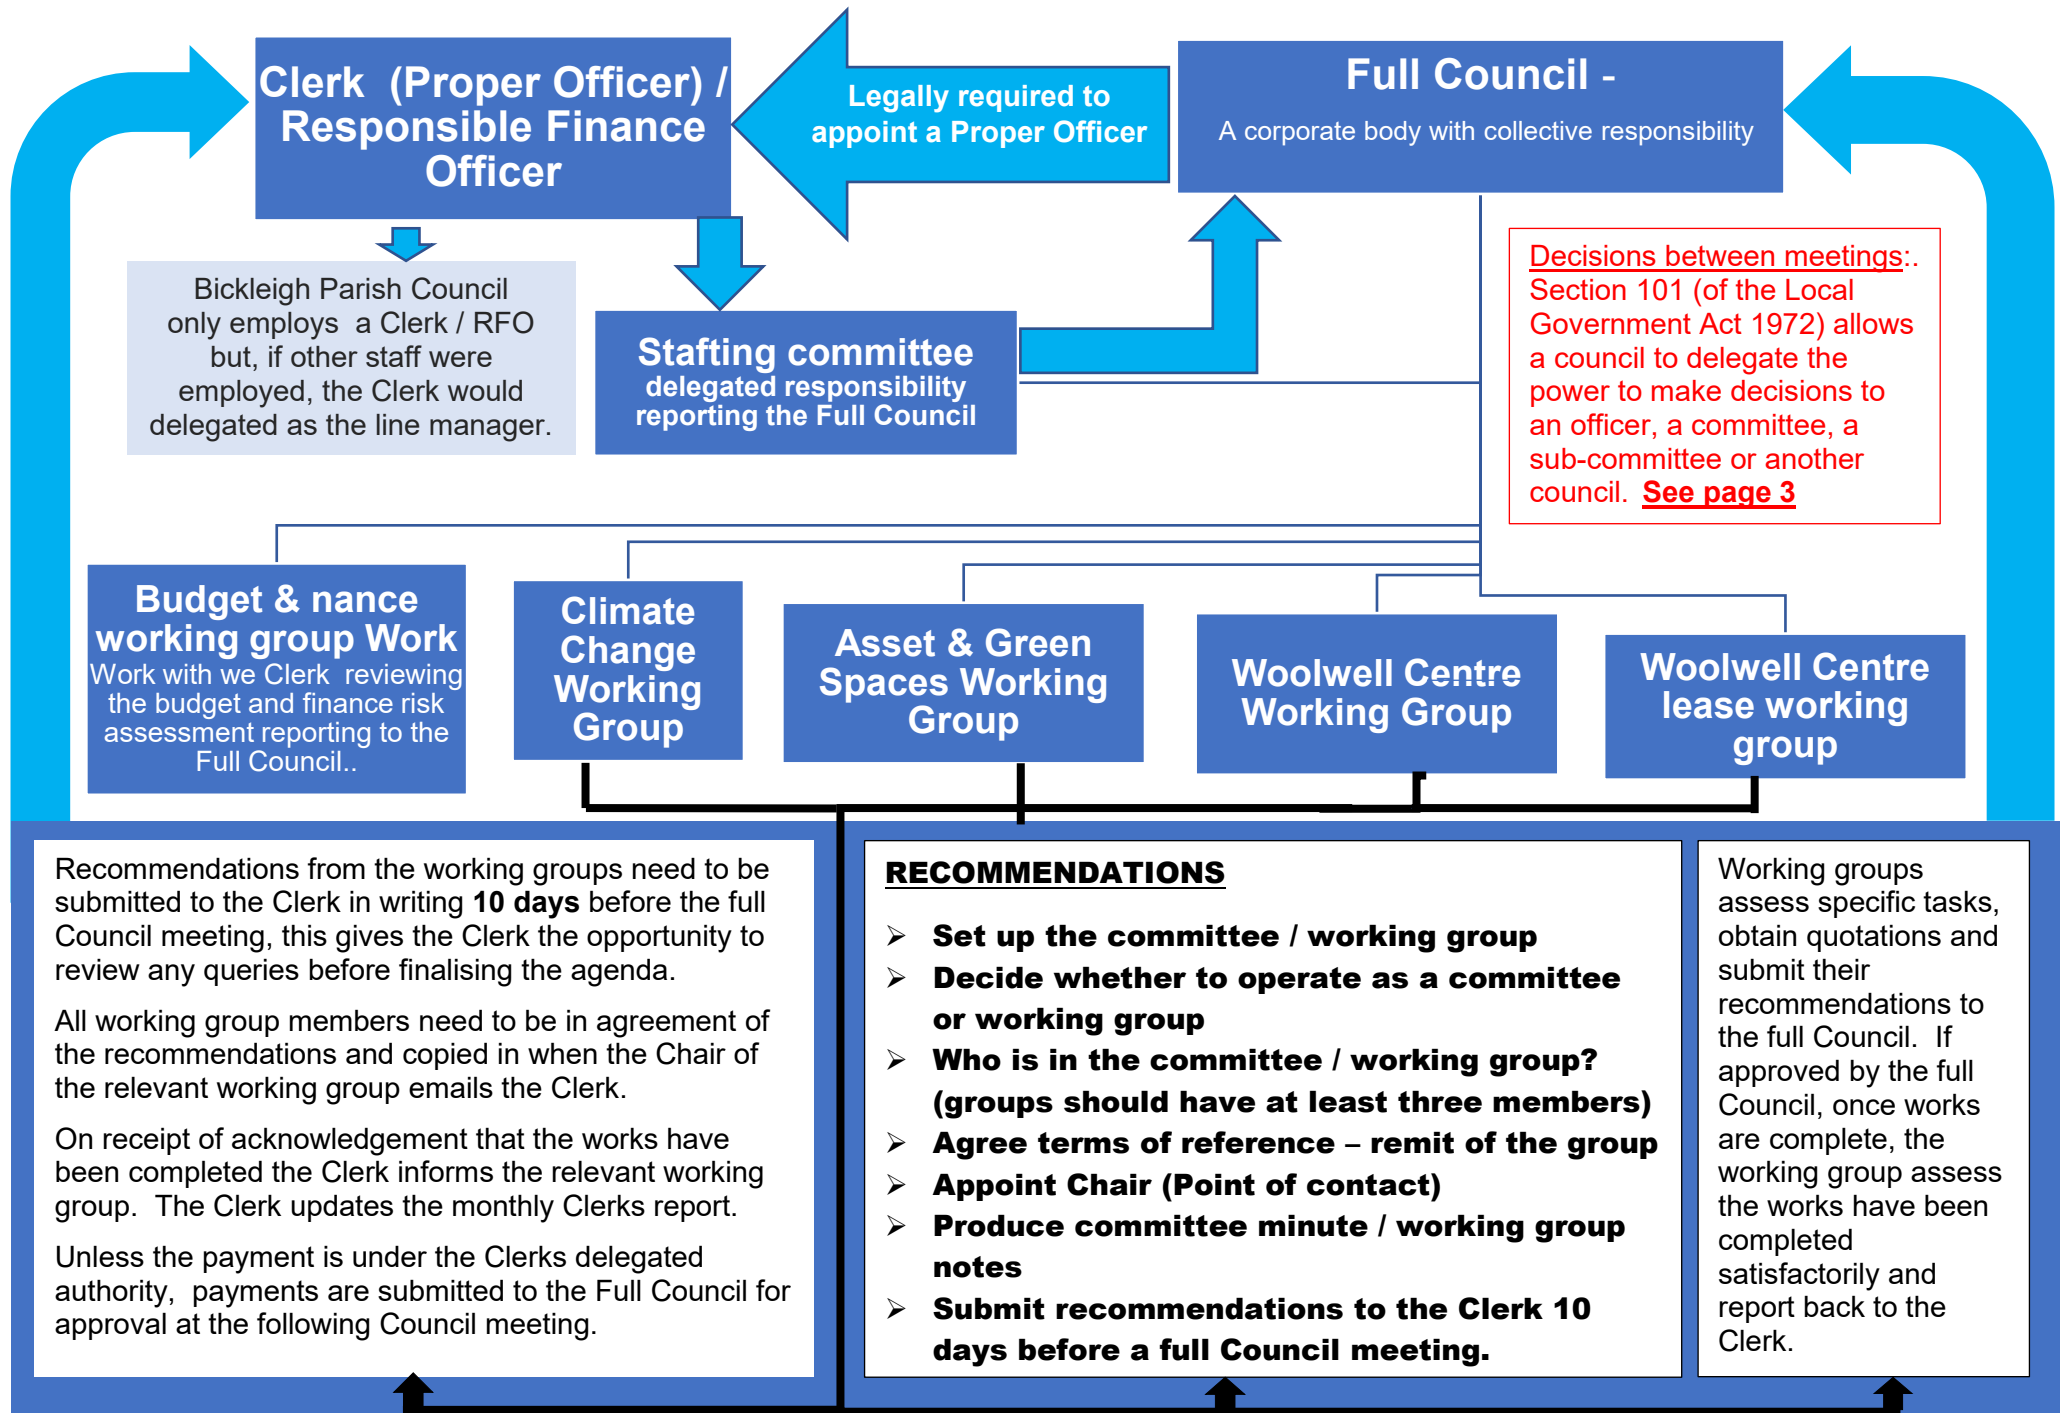 Clerk (Proper Officer) /
Responsible Finance
Officer
Legally required to
appoint a Proper Officer
Full Council -
A corporate body with collective responsibility
Bickleigh Parish Council
only employs a Clerk / RFO
but, if other staff were
employed, the Clerk would
delegated as the line manager.
Stafting committee
delegated responsibility
reporting the Full Council
Decisions between meetings:.
Section 101 (of the Local
Government Act 1972) allows
a council to delegate the
power to make decisions to
an officer, a committee, a
sub-committee or another
council. See page 3
Budget & nance
working group Work
Work with we Clerk reviewing
the budget and finance risk
assessment reporting to the
Full Council..
Climate
Change
Working
Group
Asset & Green
Spaces Working
Group
Woolwell Centre
Working Group
Woolwell Centre
lease working
group
Recommendations from the working groups need to be
submitted to the Clerk in writing 10 days before the full
Council meeting, this gives the Clerk the opportunity to
review any queries before finalising the agenda.
All working group members need to be in agreement of
the recommendations and copied in when the Chair of
the relevant working group emails the Clerk.
On receipt of acknowledgement that the works have
been completed the Clerk informs the relevant working
group. The Clerk updates the monthly Clerks report.
Unless the payment is under the Clerks delegated
authority, payments are submitted to the Full Council for
approval at the following Council meeting.
RECOMMENDATIONS
➢ Set up the committee / working group
➢ Decide whether to operate as a committee
or working group
➢ Who is in the committee / working group?
(groups should have at least three members)
➢ Agree terms of reference – remit of the group
➢ Appoint Chair (Point of contact)
➢ Produce committee minute / working group
notes
➢ Submit recommendations to the Clerk 10
days before a full Council meeting.
Working groups
assess specific tasks,
obtain quotations and
submit their
recommendations to
the full Council. If
approved by the full
Council, once works
are complete, the
working group assess
the works have been
completed
satisfactorily and
report back to the
Clerk.